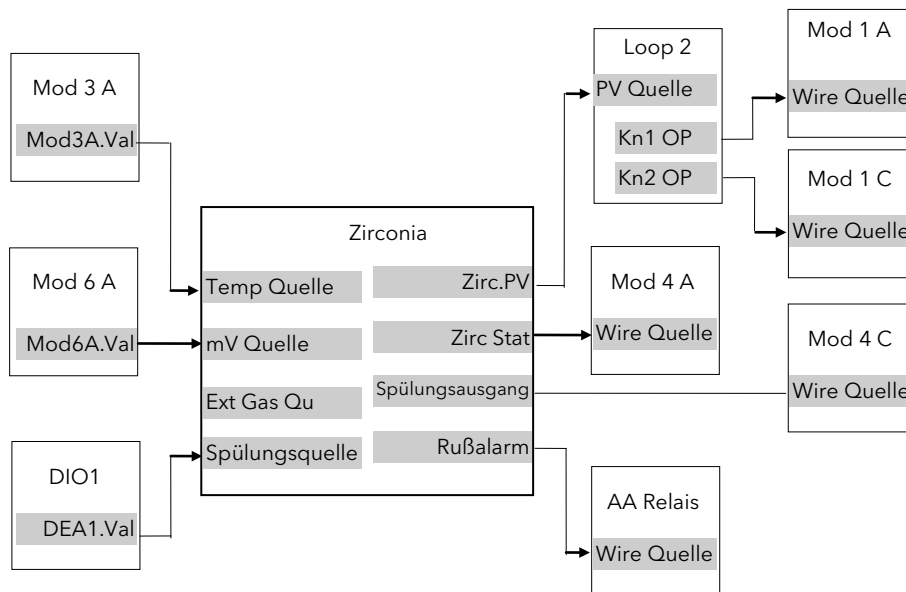 Mod 3 A
Mod3A.Val
Mod 6 A
Mod6A.Val
DIO1
DEA1.Val
Zirconia
Temp Quelle
mV Quelle
Ext Gas Qu
Spülungsquelle
Zirc.PV
Zirc Stat
Spülungsausgang
Rußalarm
Loop 2
PV Quelle
Kn1 OP
Kn2 OP
Mod 4 A
Wire Quelle
AA Relais
Wire Quelle
Mod 1 A
Wire Quelle
Mod 1 C
Wire Quelle
Mod 4 C
Wire Quelle